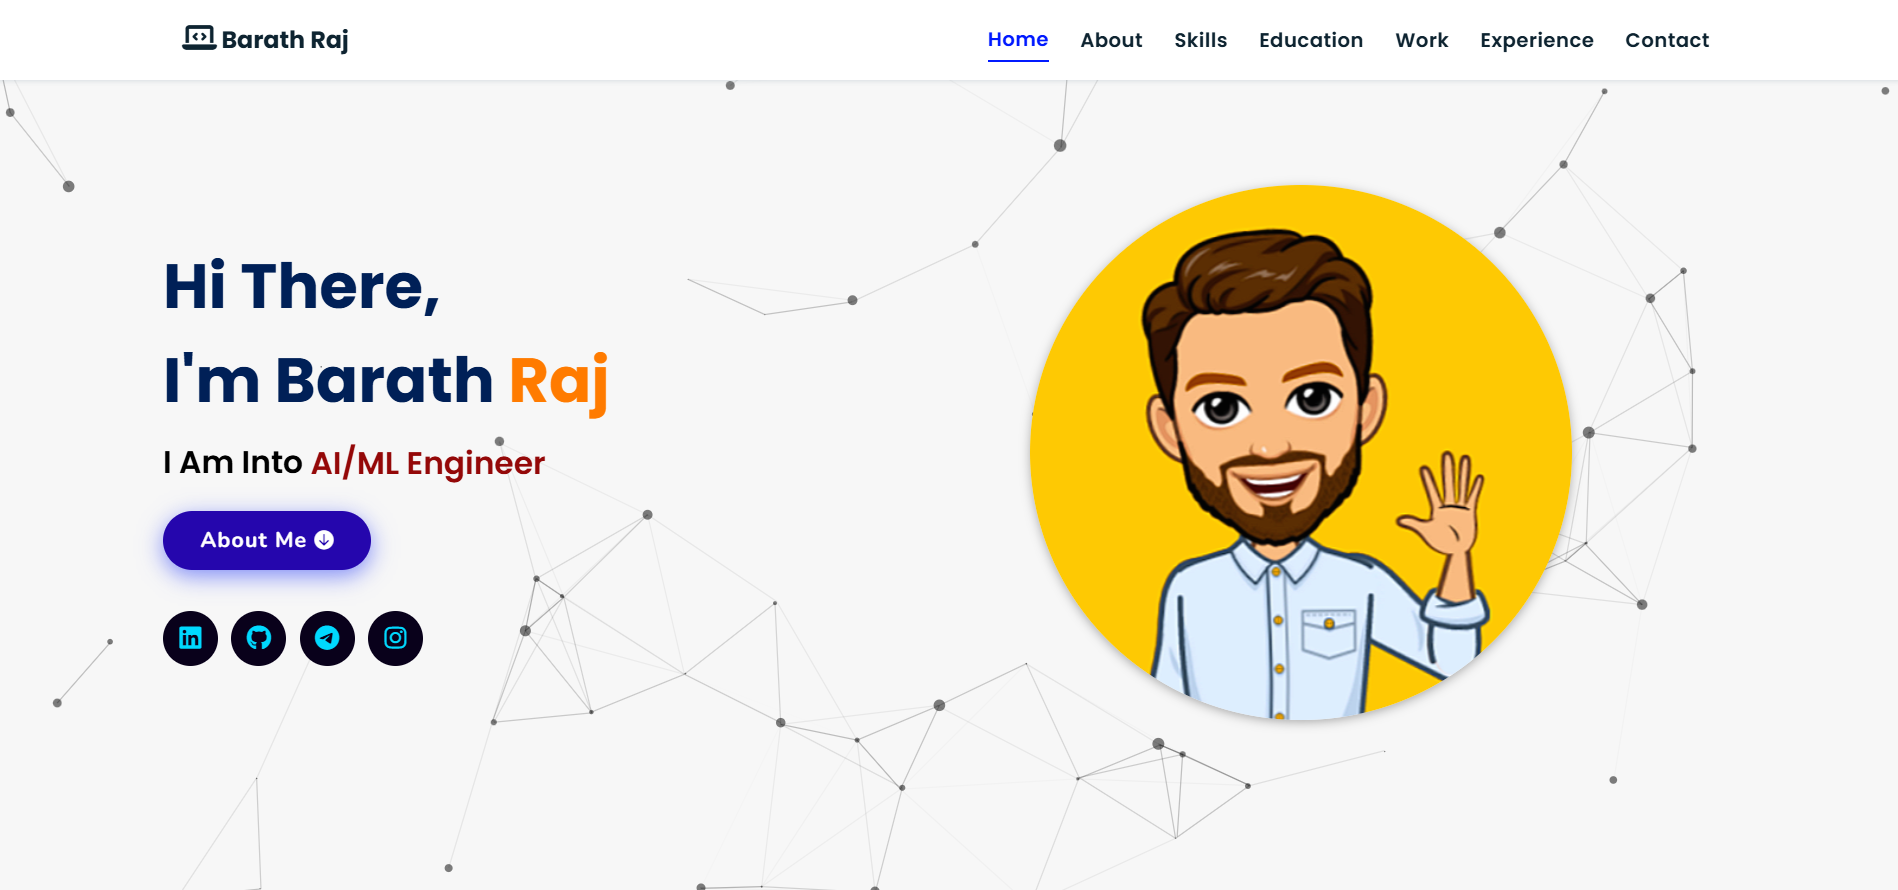 Barath Raj
Home About Skills Education Work Experience Contact
Hi There,
I'm Barath Raj
I Am Into AI/ML Engineer
About Me